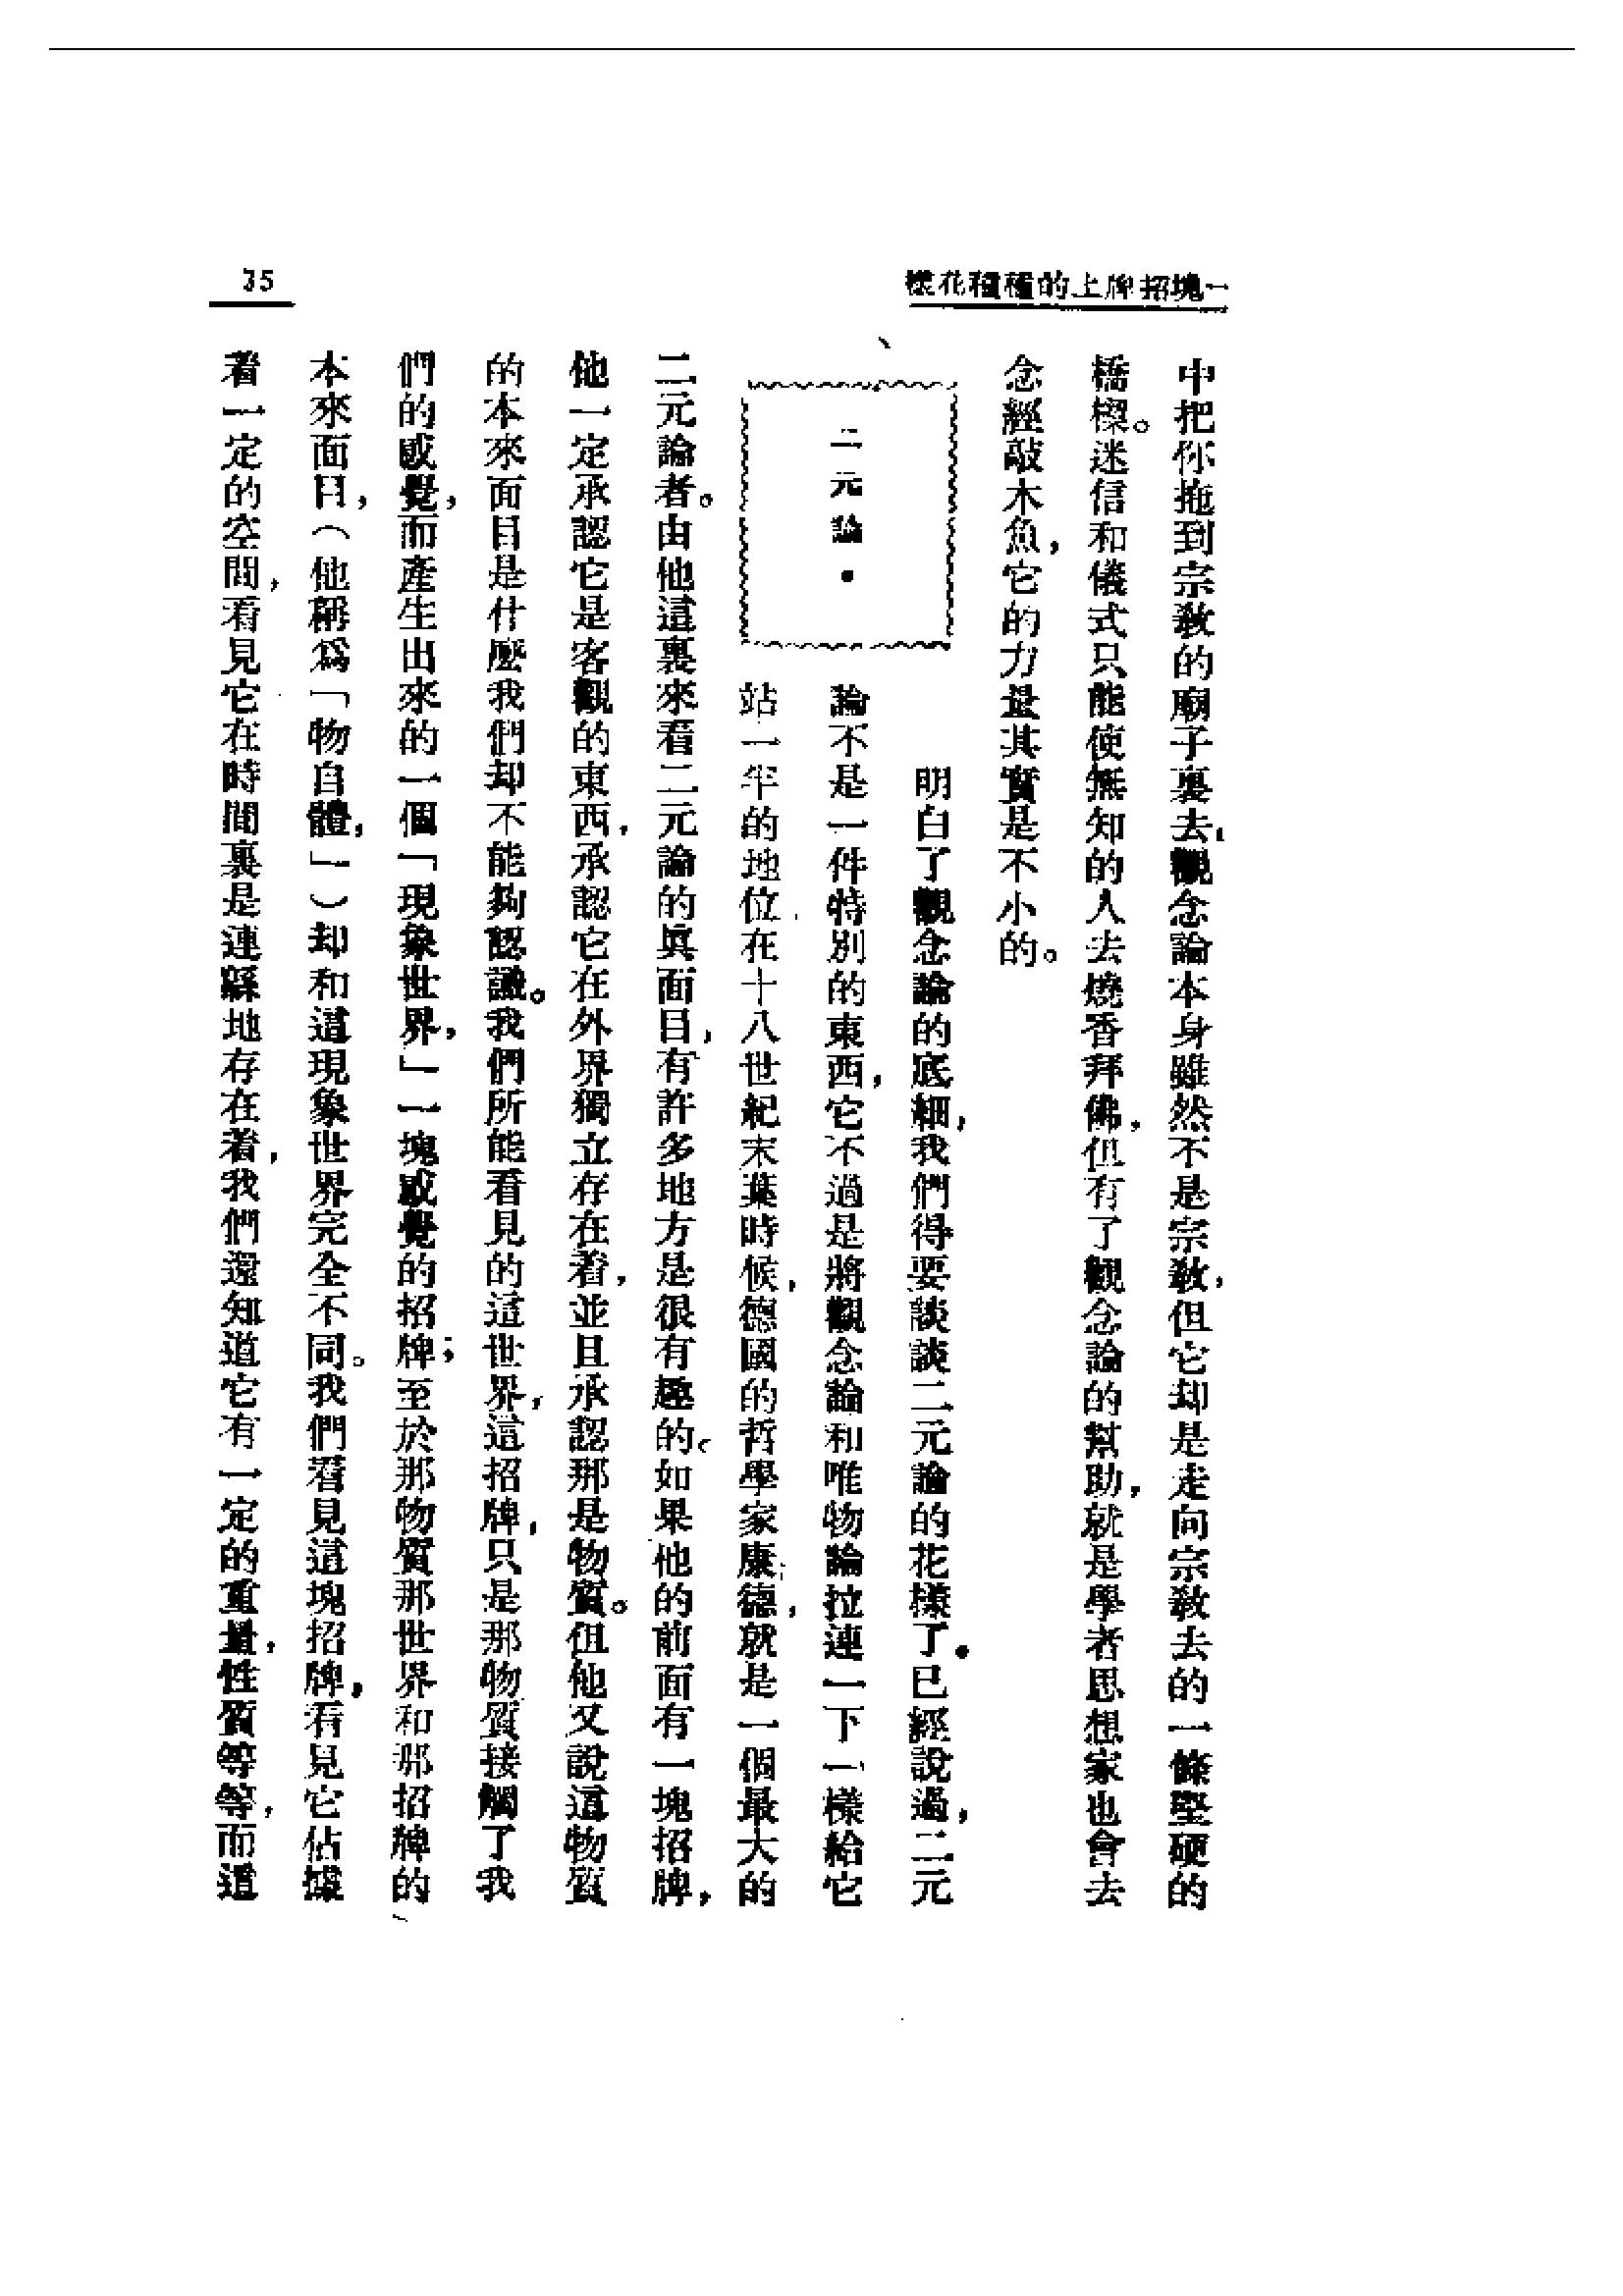 一塊招牌上的種種花樣
35
中把你拖到宗敎的廟子裏去，觀念論本身雖然不是宗敎，但它却是走向宗敎去的一條堅硬的
橋樑。迷信和儀式只能使無知的人去燒香拜佛，但有了觀念論的幫助，就是學者思想家也會去
念經敲木魚，它的力量其實是不小的。
二元論·
明白了觀念論的底細，我們得要談談二元論的花樣了。已經說過，二元
論不是一件特別的東西，它不過是將觀念論和唯物論拉連一下一樣給它
站一半的地位，在十八世紀末葉時候，德國的哲學家康德，就是一個最大的
二元論者。由他這裏來看二元論的眞面目，有許多地方是很有趣的。如果他的前面有一塊招牌，
他一定承認它是客觀的東西，承認它在外界獨立存在着，並且承認那是物質。但他又說這物質
的本來面目是什麼我們却不能夠認識。我們所能看見的這世界，這招牌，只是那物質接觸了我
們的感覺，而產生出來的一個「現象世界，」一塊感覺的招牌；至於那物質那世界和那招牌的
本來面目，（他稱爲「物自體，」）却和這現象世界完全不同。我們看見這塊招牌，看見它佔據
着一定的空間，看見它在時間裏是連緜地存在着，我們還知道它有一定的重量，性質等等，而這